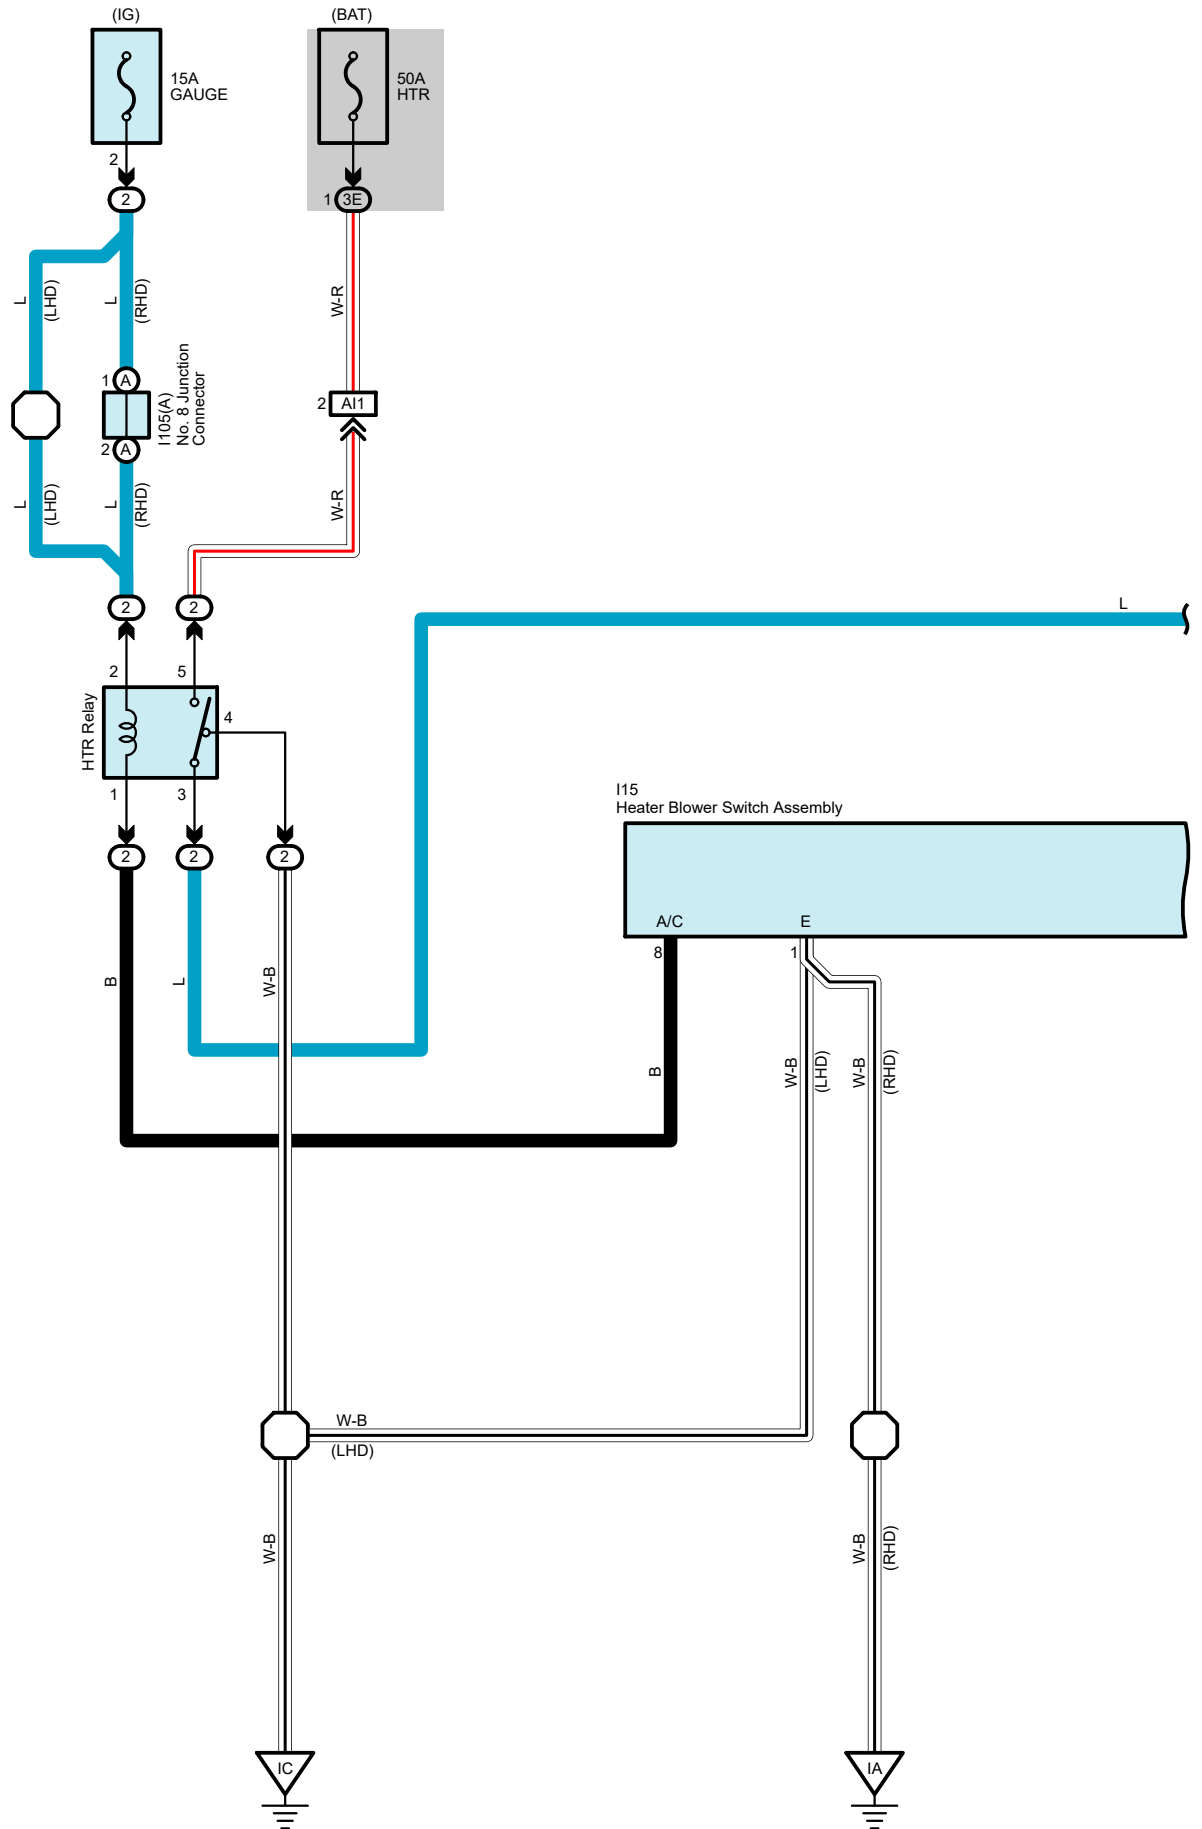 (IG)
(BAT)
15A
GAUGE
50A
HTR
2
2
1
3E
L
(LHD)
L
(RHD)
W-R
1
A
I105(A)
No. 8 Junction
Connector
2
AI1
2
A
L
(LHD)
L
(RHD)
W-R
2
2
L
2
5
HTR Relay
4
1
3
I15
Heater Blower Switch Assembly
2
2
2
A/C
E
8
1
B
L
W-B
B
W-B
(LHD)
W-B
(RHD)
W-B
(LHD)
W-B
W-B
(RHD)
IC
IA